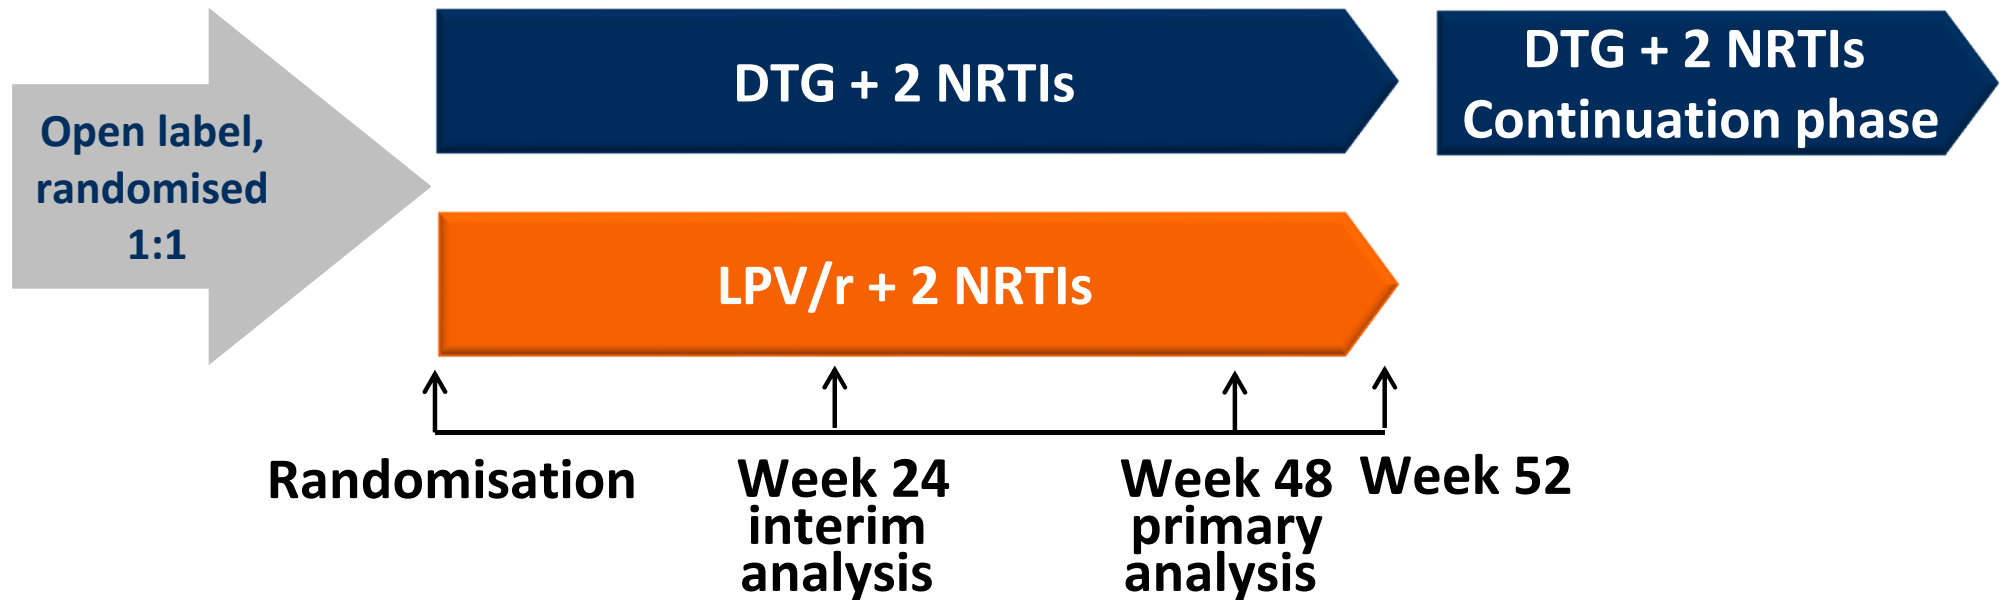 Open label,
randomised
1:1
DTG + 2 NRTIs
DTG + 2 NRTIs
Continuation phase
LPV/r + 2 NRTIs
Randomisation
Week 24
interim
analysis
Week 48
primary
analysis
Week 52